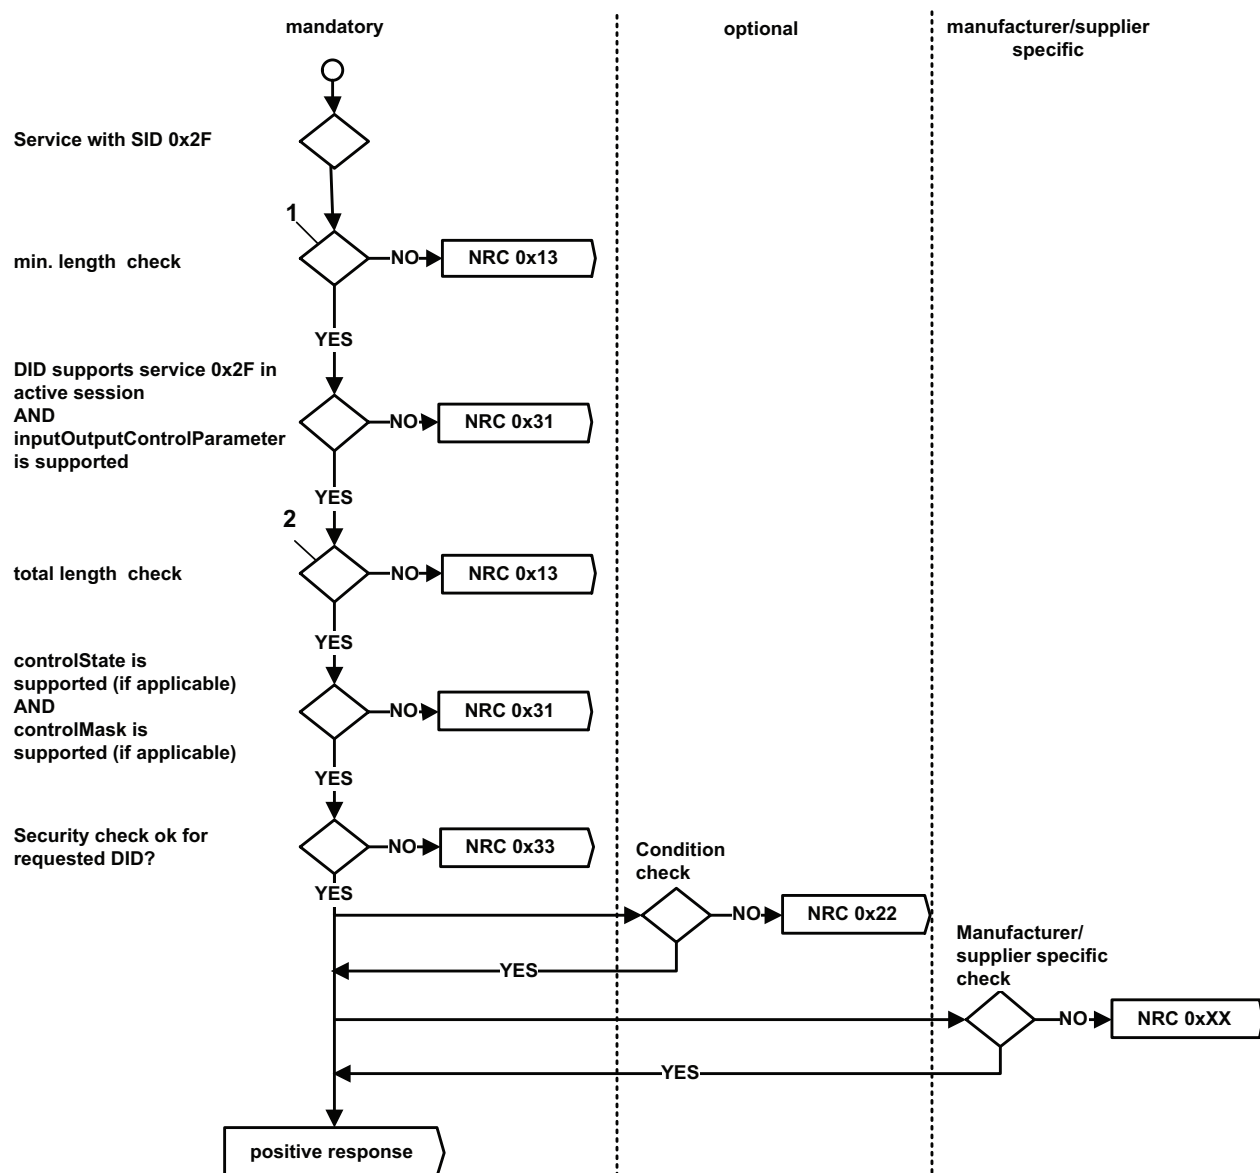 mandatory
optional
manufacturer/supplier
specific
Service with SID 0x2F
1
min. length check
NO
NRC 0x13
YES
DID supports service 0x2F in
active session
AND
inputOutputControlParameter
is supported
NO
NRC 0x31
YES
2
total length check
NO
NRC 0x13
YES
controlState is
supported (if applicable)
AND
controlMask is
supported (if applicable)
NO
NRC 0x31
YES
Security check ok for
requested DID?
NO
NRC 0x33
YES
Condition
check
NO
NRC 0x22
YES
Manufacturer/
supplier specific
check
NO
NRC 0xXX
YES
positive response